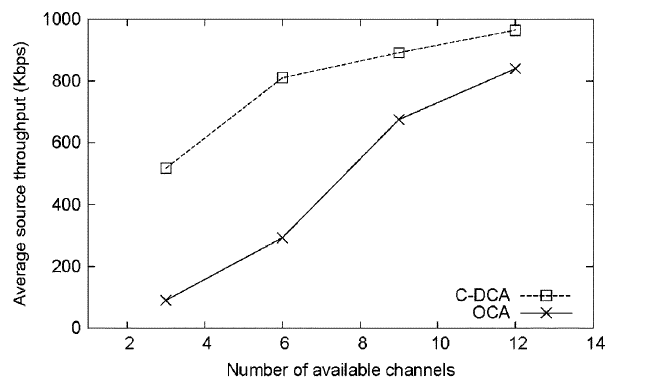 1000
800
600
400
200
0
Average source throughput (Kbps)
C-DCA
OCA
2 4 6 8 10 12 14
Number of available channels